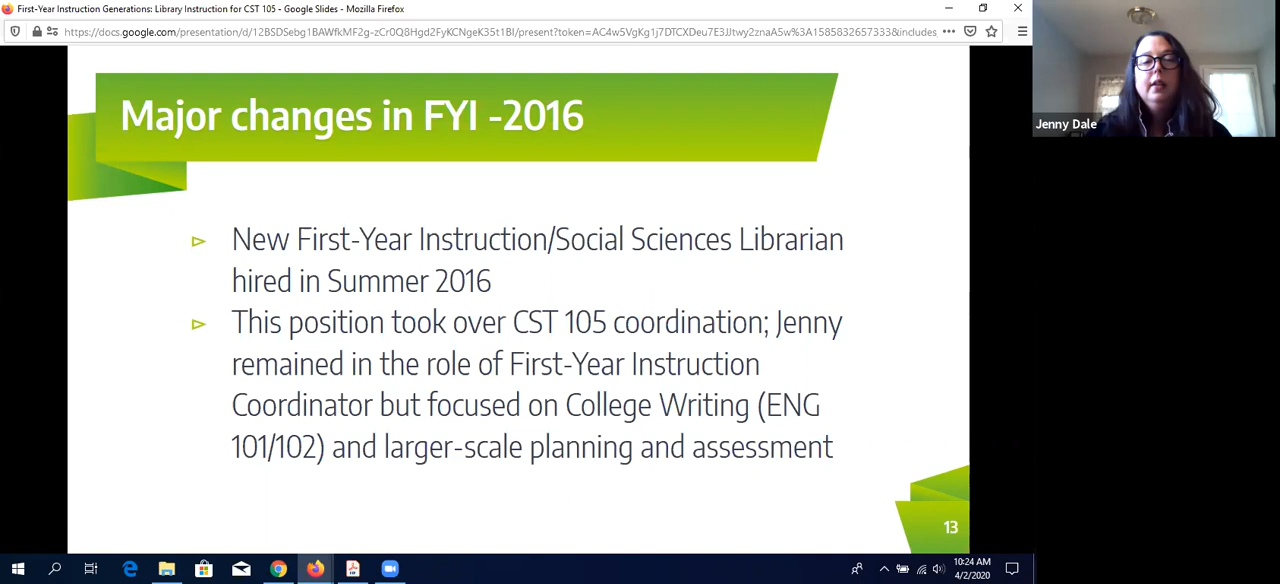 First-Year Instruction Generations: Library Instruction for CST 105 - Google Slides - Mozilla Firefox
https://docs.google.com/presentation/d/12BSDSebg1BAWfkMF2g-zCr0Q8Hgd2FyKCNgeK35t1BI/present?token=AC4w5VgKg1j7DTCXDeu7E3JJtwy2znaA5w%3A1585832657333&includes_
Jenny Dale
Major changes in FYI -2016
New First-Year Instruction/Social Sciences Librarian
hired in Summer 2016
This position took over CST 105 coordination; Jenny
remained in the role of First-Year Instruction
Coordinator but focused on College Writing (ENG
101/102) and larger-scale planning and assessment
13
10:24 AM
4/2/2020